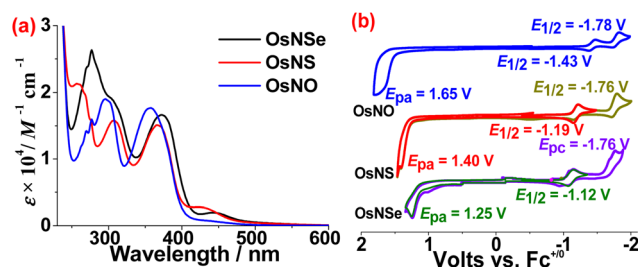 (a)
3
2
1
0
ε × 10⁴/ M⁻¹ cm⁻¹
OsNSe
OsNS
OsNO
300 400 500 600
Wavelength / nm
(b)
E1/2 = -1.78 V
E1/2 = -1.43 V
Epa = 1.65 V
E1/2 = -1.76 V
OsNO
E1/2 = -1.19 V
Epc = -1.76 V
Epa = 1.40 V
OsNS
E1/2 = -1.12 V
OsNSe
Epa = 1.25 V
2 1 0 -1 -2
Volts vs. Fc⁺/⁰